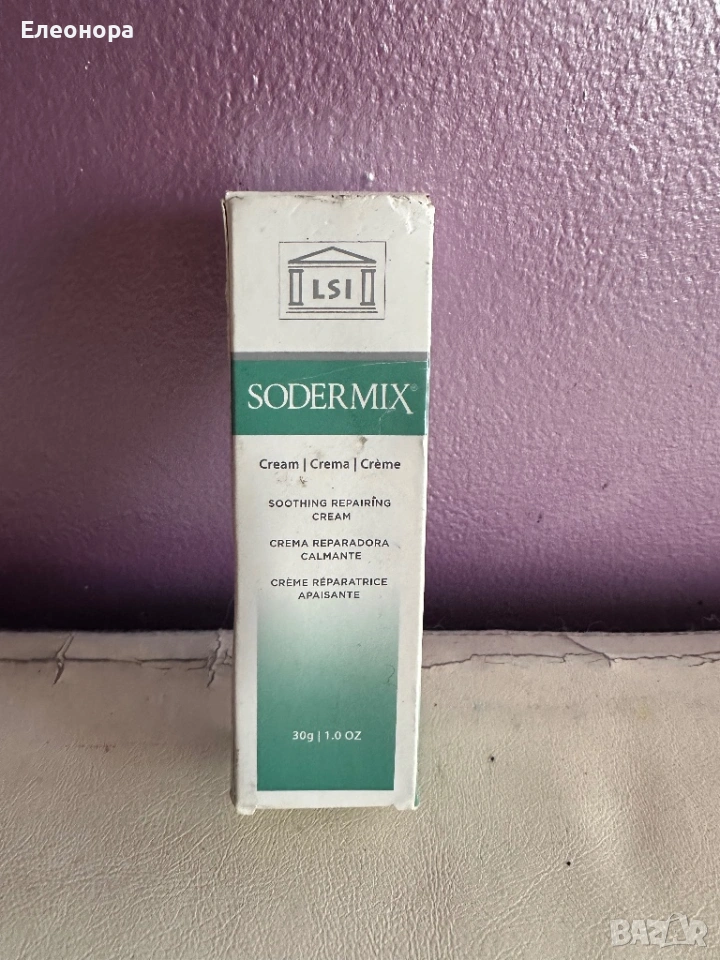 Елеонора
LSI
SODERMIX®
Cream | Crema | Crème
SOOTHING REPAIRING
CREAM
CREMA REPARADORA
CALMANTE
CRÈME RÉPARATRICE
APAISANTE
30g | 1.0 OZ
BAZAR